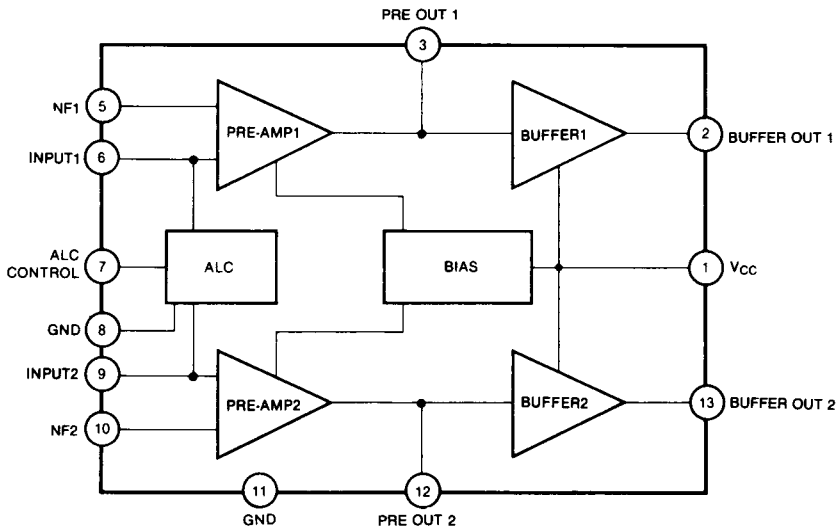 PRE OUT 1
3
NF1
5
PRE-AMP1
BUFFER1
2
BUFFER OUT 1
INPUT1
6
ALC
CONTROL
7
ALC
BIAS
1
VCC
GND
8
INPUT2
9
PRE-AMP2
BUFFER2
13
BUFFER OUT 2
NF2
10
11
GND
12
PRE OUT 2